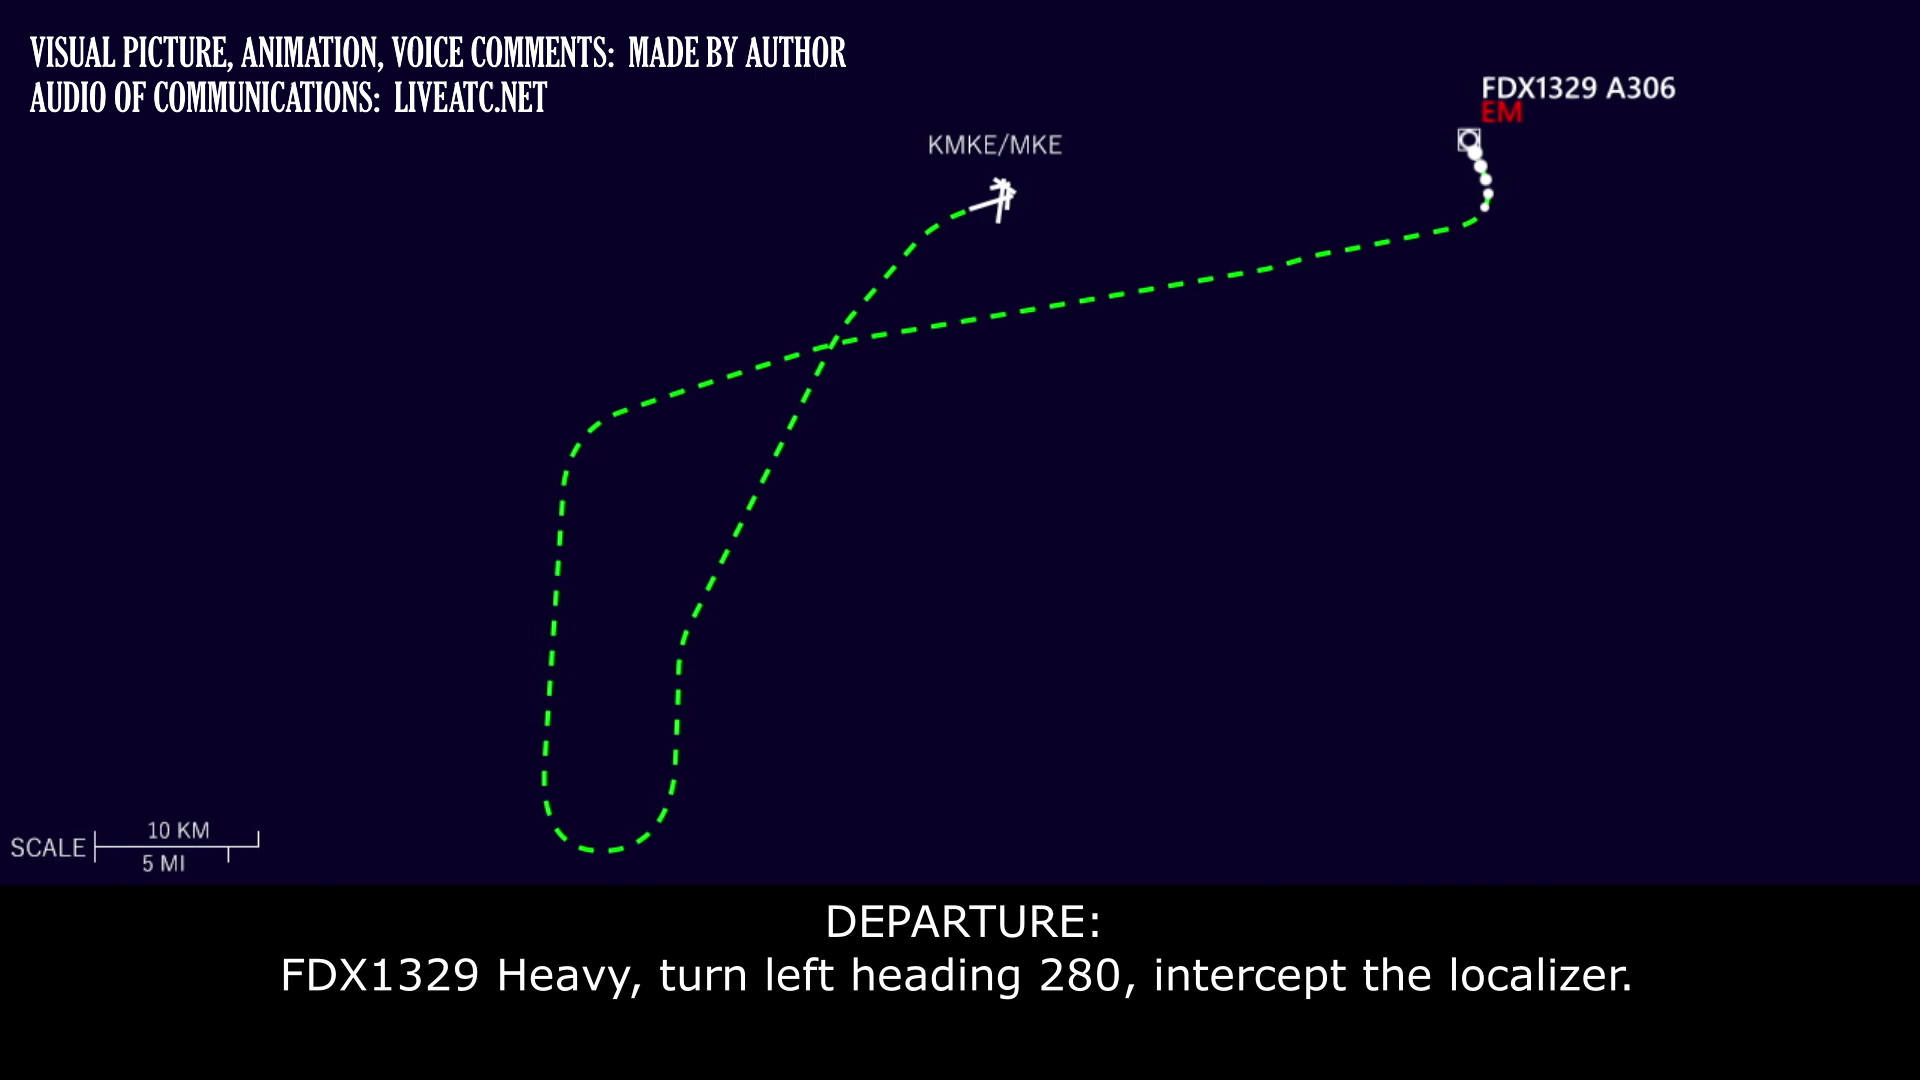 VISUAL PICTURE, ANIMATION, VOICE COMMENTS: MADE BY AUTHOR
AUDIO OF COMMUNICATIONS: LIVEATC.NET
FDX1329 A306
EM
KMKE/MKE
10 KM
SCALE
5 MI
DEPARTURE:
FDX1329 Heavy, turn left heading 280, intercept the localizer.